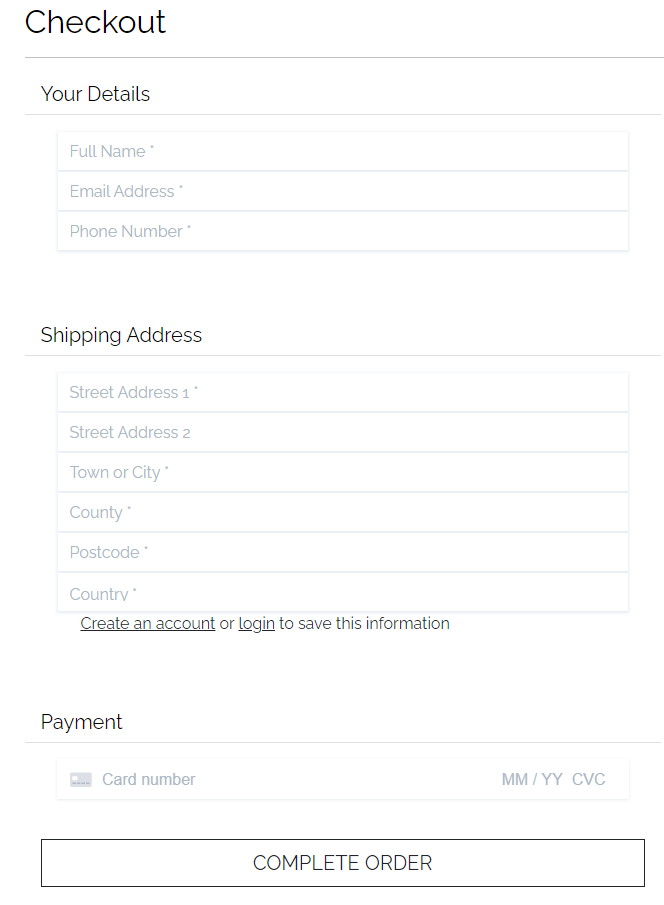 Checkout
Your Details
Full Name *
Email Address *
Phone Number *
Shipping Address
Street Address 1 *
Street Address 2
Town or City *
County *
Postcode *
Country *
Create an account or login to save this information
Payment
Card number MM / YY CVC
COMPLETE ORDER